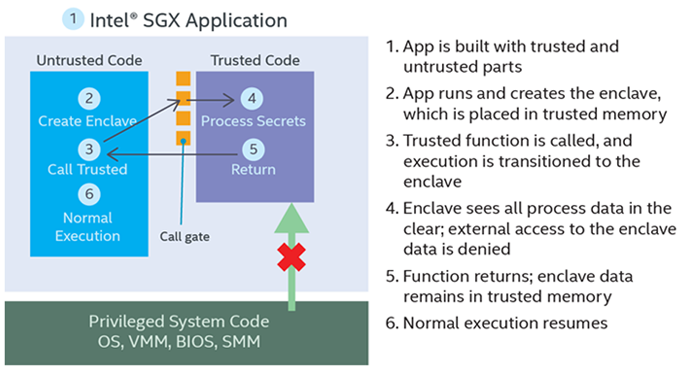 1 Intel® SGX Application
Untrusted Code
Trusted Code
2
Create Enclave
3
Call Trusted
6
Normal
Execution
4
Process Secrets
5
Return
Call gate
Privileged System Code
OS, VMM, BIOS, SMM
1. App is built with trusted and
untrusted parts
2. App runs and creates the enclave,
which is placed in trusted memory
3. Trusted function is called, and
execution is transitioned to the
enclave
4. Enclave sees all process data in the
clear; external access to the enclave
data is denied
5. Function returns; enclave data
remains in trusted memory
6. Normal execution resumes